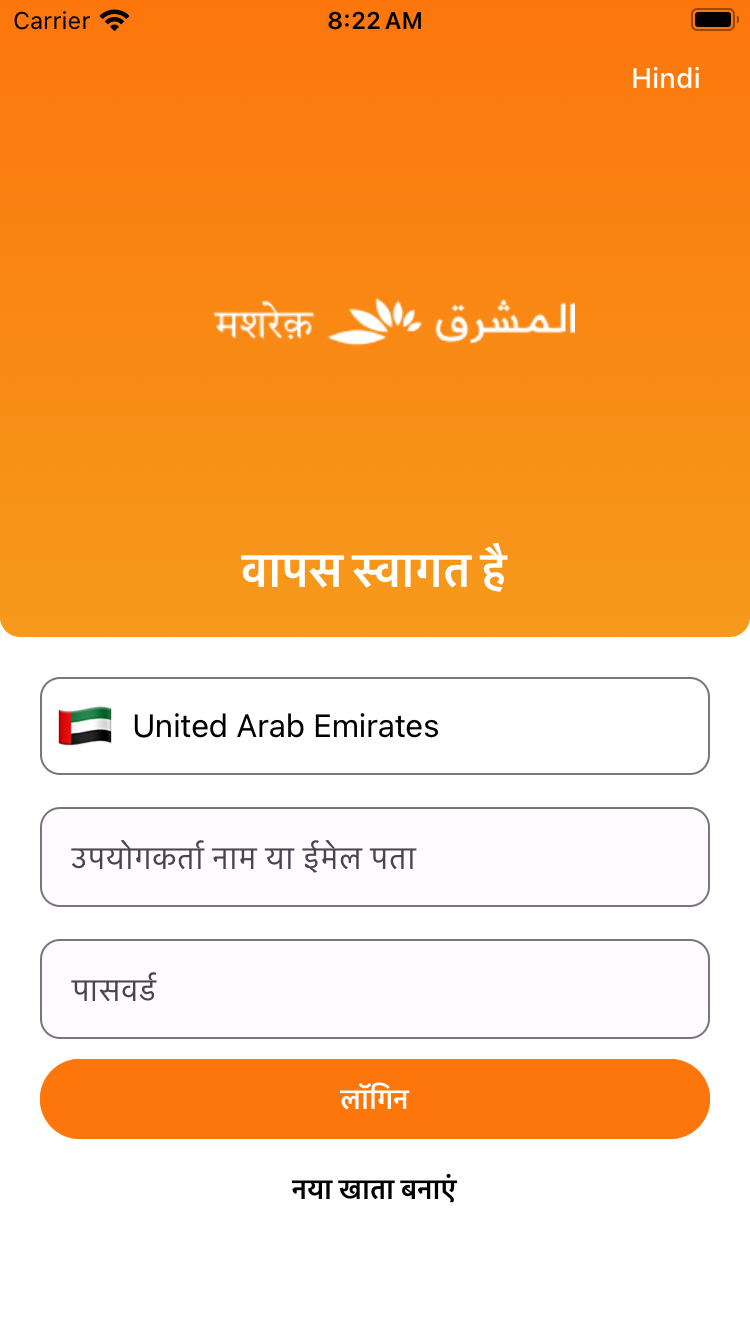 Carrier 8:22 AM
Hindi
मशरेक़ المشرق
वापस स्वागत है
United Arab Emirates
उपयोगकर्ता नाम या ईमेल पता
पासवर्ड
लॉगिन
नया खाता बनाएं